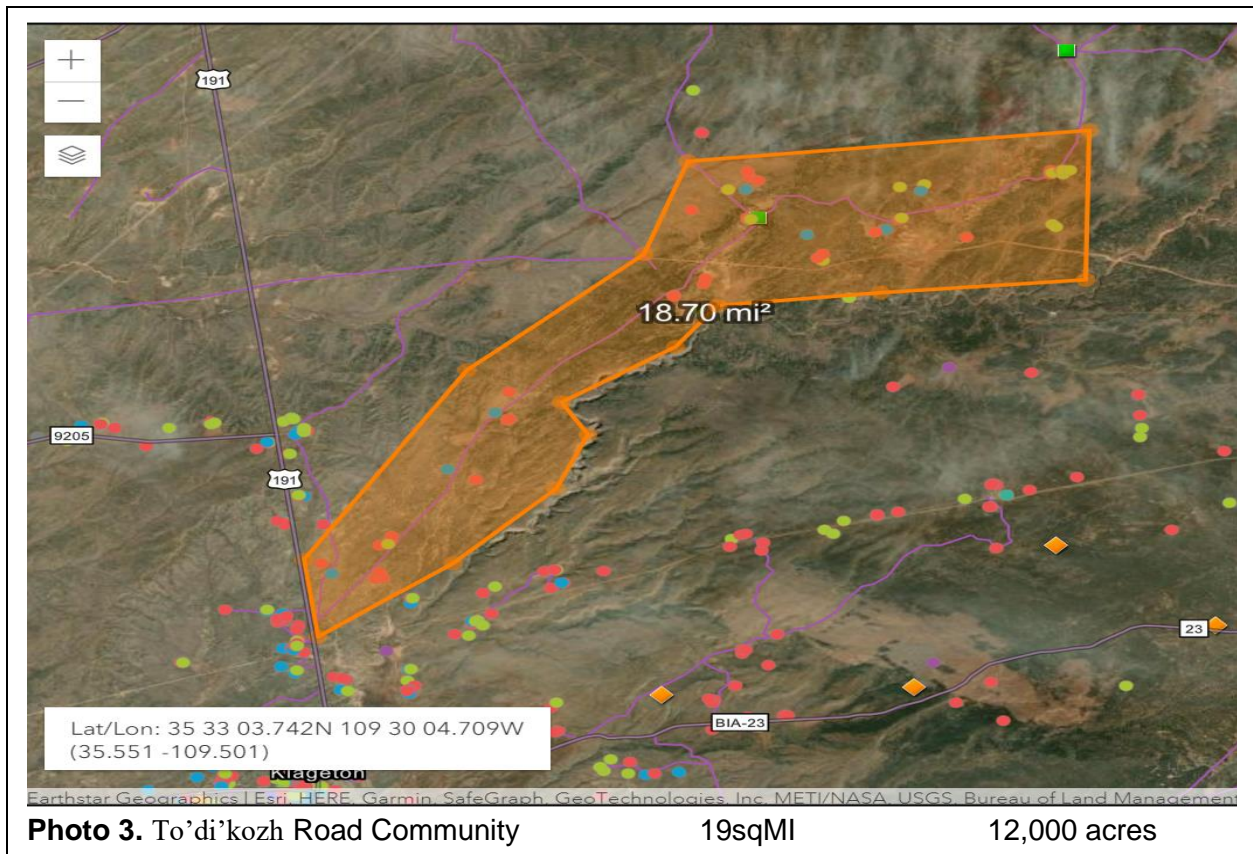 +
191
−
18.70 mi²
9205
191
23
BIA-23
Lat/Lon: 35 33 03.742N 109 30 04.709W
(35.551 -109.501)
Klageton
Earthstar Geographics | Esri, HERE, Garmin, SafeGraph, GeoTechnologies, Inc, METI/NASA, USGS, Bureau of Land Management
Photo 3. To’di’kozh Road Community 19sqMI 12,000 acres